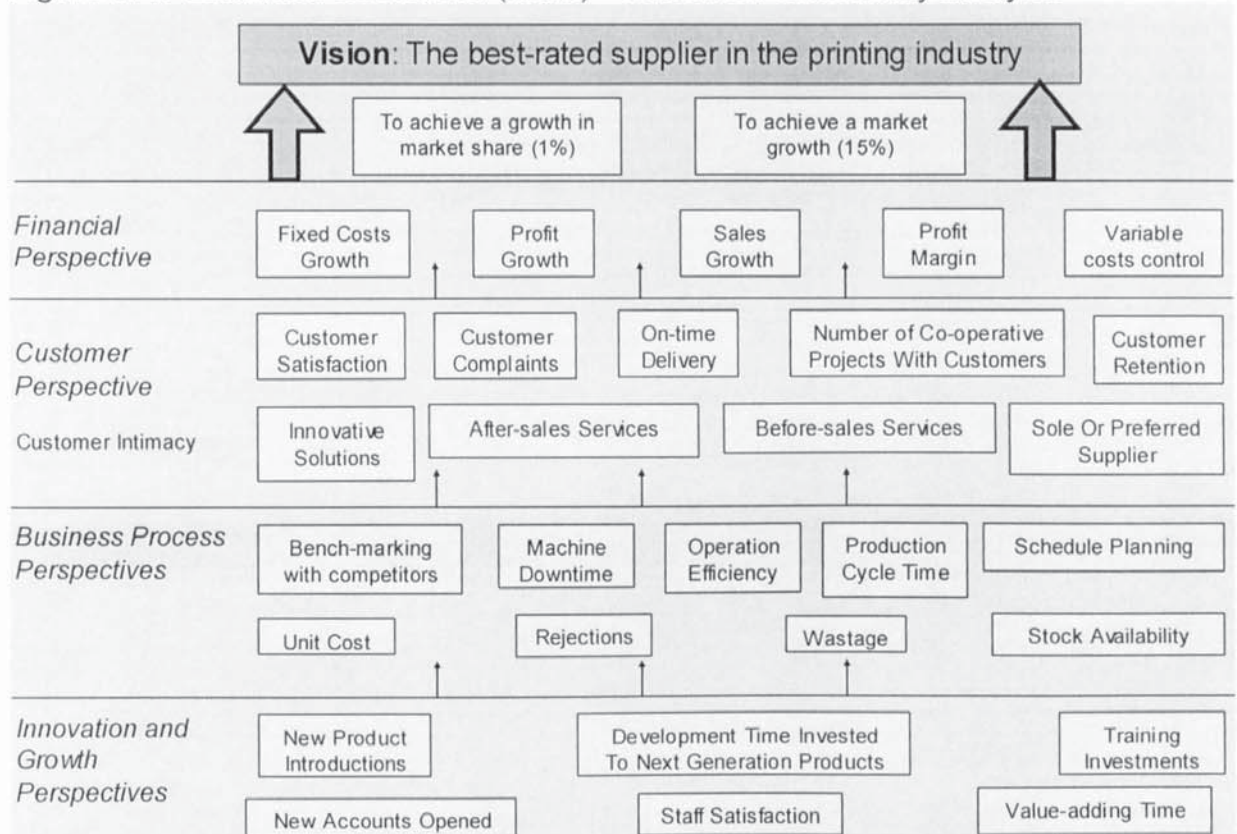 Vision: The best-rated supplier in the printing industry
To achieve a growth in
market share (1%)
To achieve a market
growth (15%)
Financial
Perspective
Fixed Costs
Growth
Profit
Growth
Sales
Growth
Profit
Margin
Variable
costs control
Customer
Perspective
Customer
Satisfaction
Customer
Complaints
On-time
Delivery
Number of Co-operative
Projects With Customers
Customer
Retention
Customer Intimacy
Innovative
Solutions
After-sales Services
Before-sales Services
Sole Or Preferred
Supplier
Business Process
Perspectives
Bench-marking
with competitors
Machine
Downtime
Operation
Efficiency
Production
Cycle Time
Schedule Planning
Unit Cost
Rejections
Wastage
Stock Availability
Innovation and
Growth
Perspectives
New Product
Introductions
Development Time Invested
To Next Generation Products
Training
Investments
New Accounts Opened
Staff Satisfaction
Value-adding Time